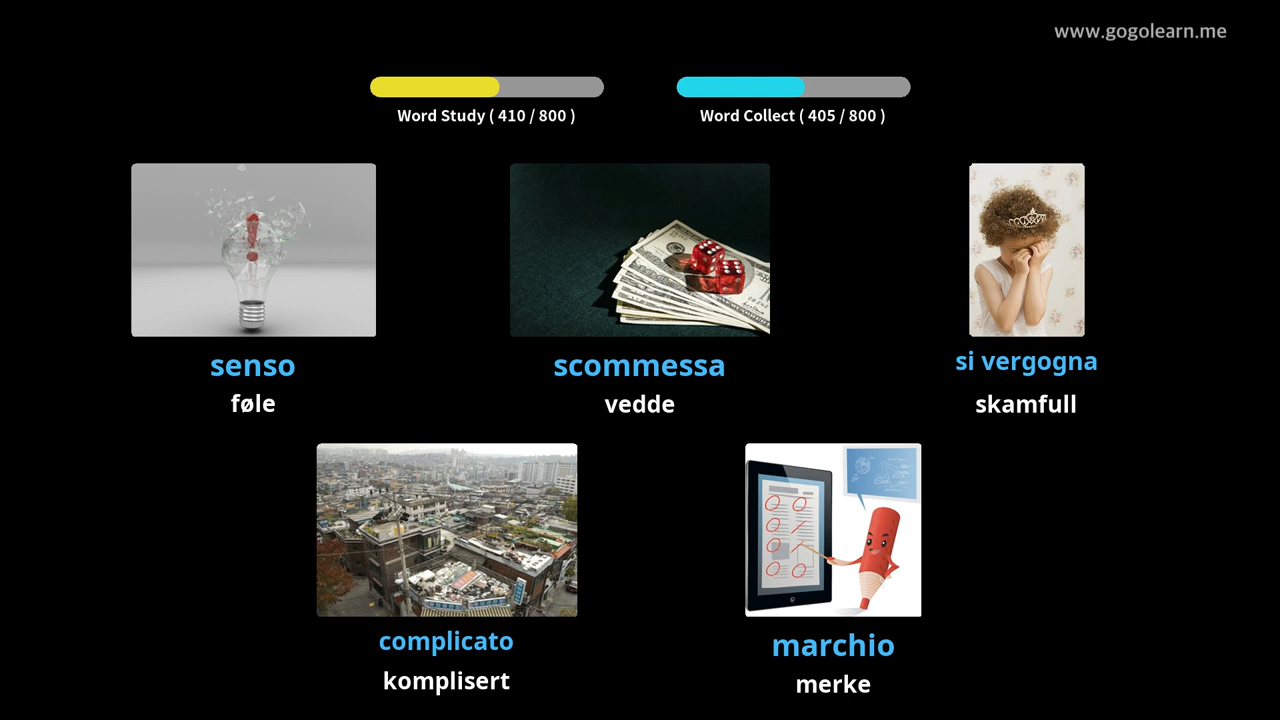 www.gogolearn.me
Word Study ( 410 / 800 )
Word Collect ( 405 / 800 )
senso
føle
scommessa
vedde
si vergogna
skamfull
complicato
komplisert
marchio
merke